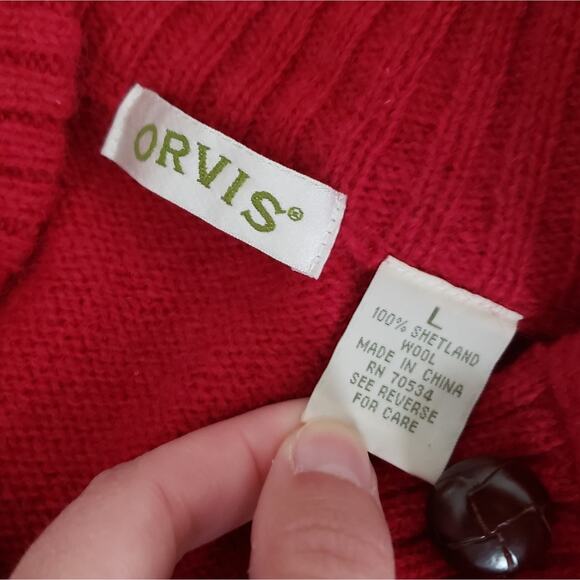 ORVIS®
L
100% SHETLAND
WOOL
MADE IN CHINA
RN 70534
SEE REVERSE
FOR CARE